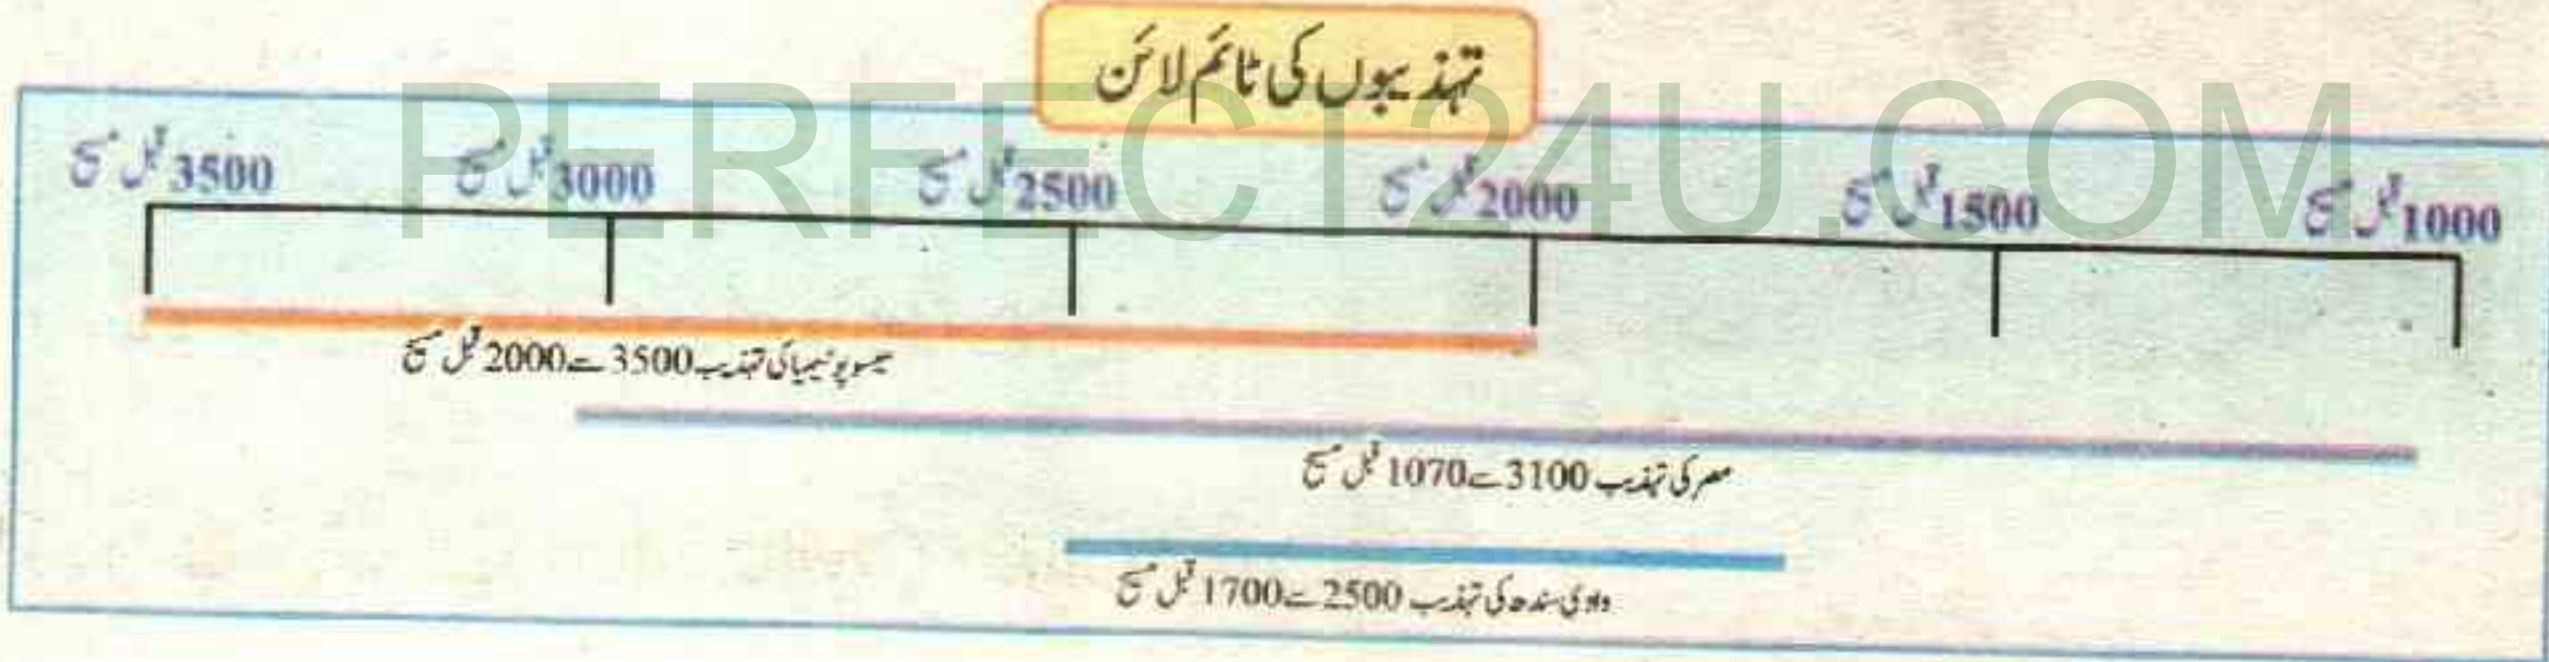 تہذیبوں کی ٹائم لائن
PERFECT24U.COM
3500 قبل مسیح
3000 قبل مسیح
2500 قبل مسیح
2000 قبل مسیح
1500 قبل مسیح
1000 قبل مسیح
میسوپوٹیمیا کی تہذیب 3500 سے 2000 قبل مسیح
مصر کی تہذیب 3100 سے 1070 قبل مسیح
وادی سندھ کی تہذیب 2500 سے 1700 قبل مسیح